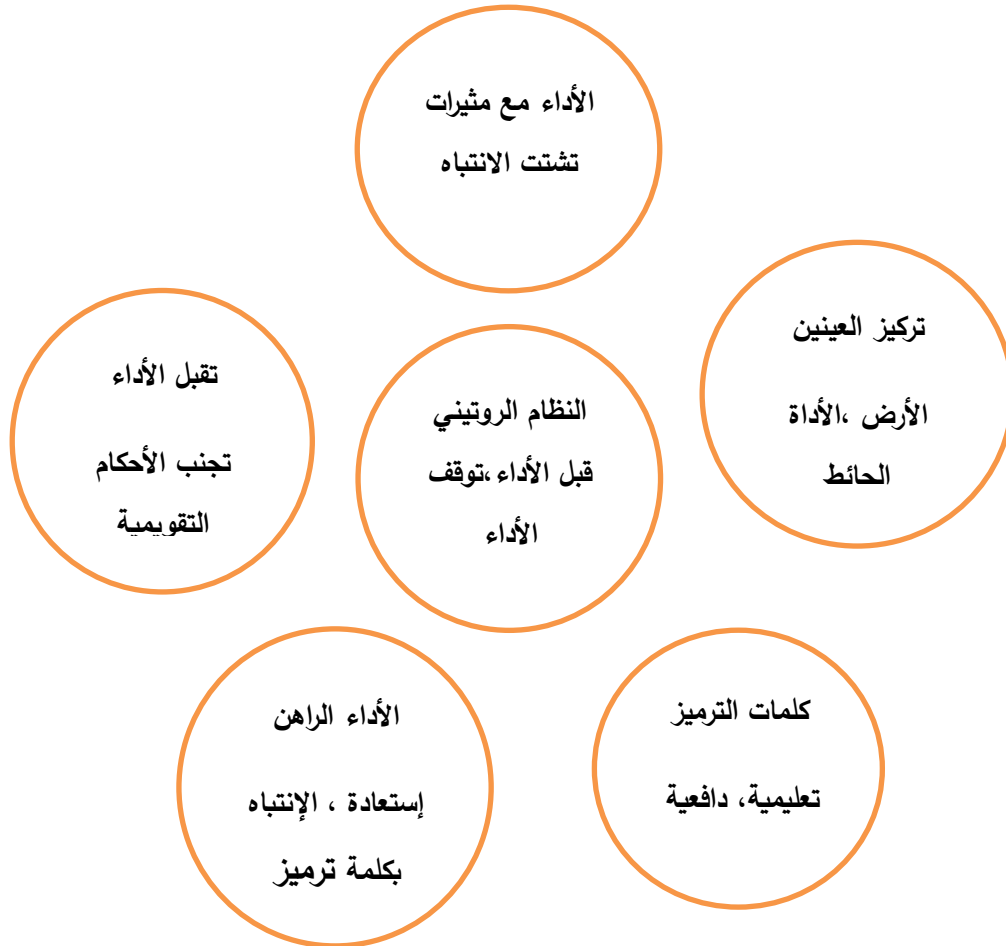 الأداء مع مثيرات
تشتت الانتباه
تركيز العينين
الأرض ،الأداة
الحائط
تقبل الأداء
تجنب الأحكام
التقويمية
النظام الروتيني
قبل الأداء ،توقف
الأداء
كلمات الترميز
تعليمية، دافعية
الأداء الراهن
إستعادة ، الإنتباه
بكلمة ترميز